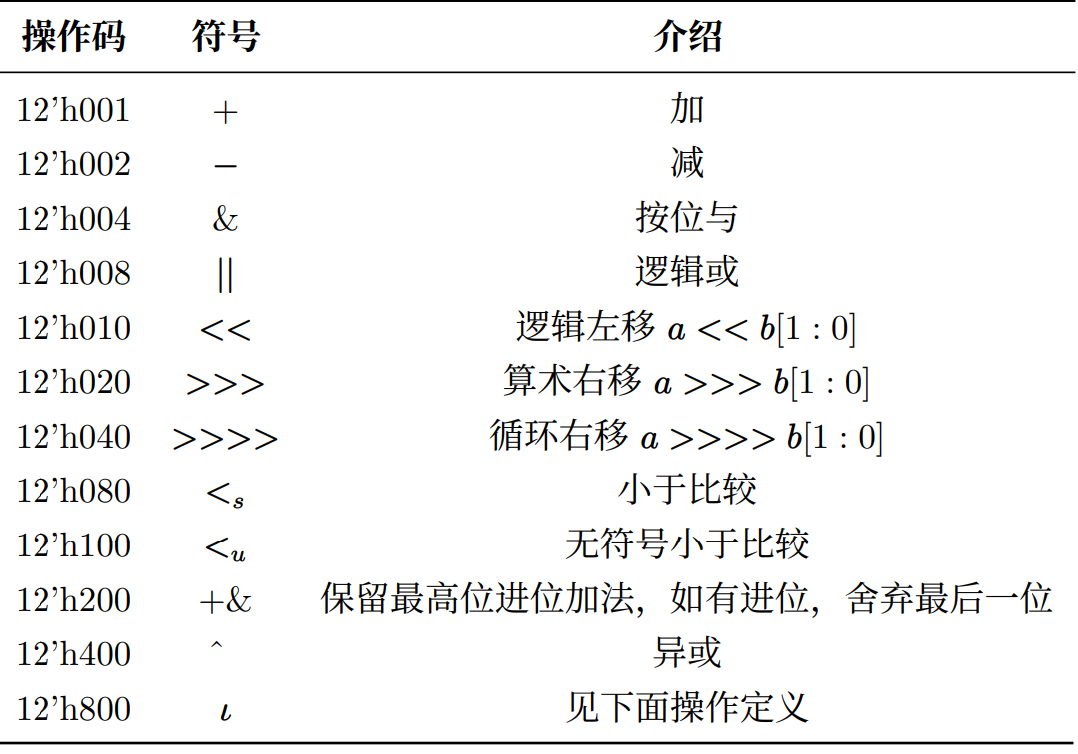 操作码 符号 介绍
12'h001 + 加
12'h002 − 减
12'h004 & 按位与
12'h008 || 逻辑或
12'h010 << 逻辑左移 a << b[1 : 0]
12'h020 >>> 算术右移 a >>> b[1 : 0]
12'h040 >>>> 循环右移 a >>>> b[1 : 0]
12'h080 <s 小于比较
12'h100 <u 无符号小于比较
12'h200 +& 保留最高位进位加法，如有进位，舍弃最后一位
12'h400 ^ 异或
12'h800 ι 见下面操作定义